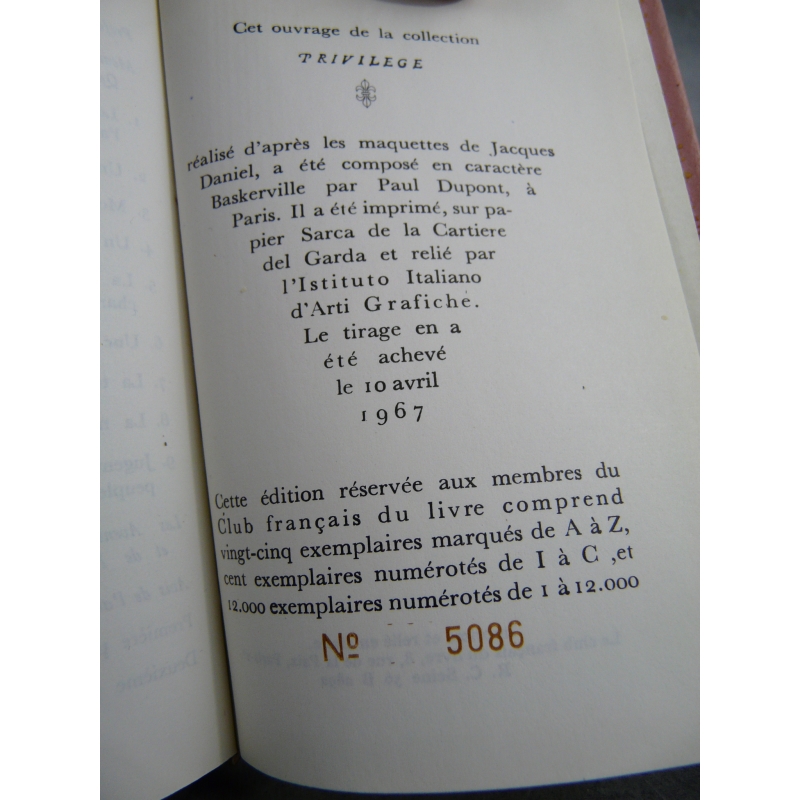 Cet ouvrage de la collection
PRIVILEGE
réalisé d'après les maquettes de Jacques
Daniel, a été composé en caractère
Baskerville par Paul Dupont, à
Paris. Il a été imprimé, sur pa-
pier Sarca de la Cartiere
del Garda et relié par
l'Istituto Italiano
d'Arti Grafiche.
Le tirage en a
été achevé
le 10 avril
1967
Cette édition réservée aux membres du
Club français du livre comprend
vingt-cinq exemplaires marqués de A à Z,
cent exemplaires numérotés de I à C ,et
12.000 exemplaires numérotés de 1 à 12.000
Nº 5086